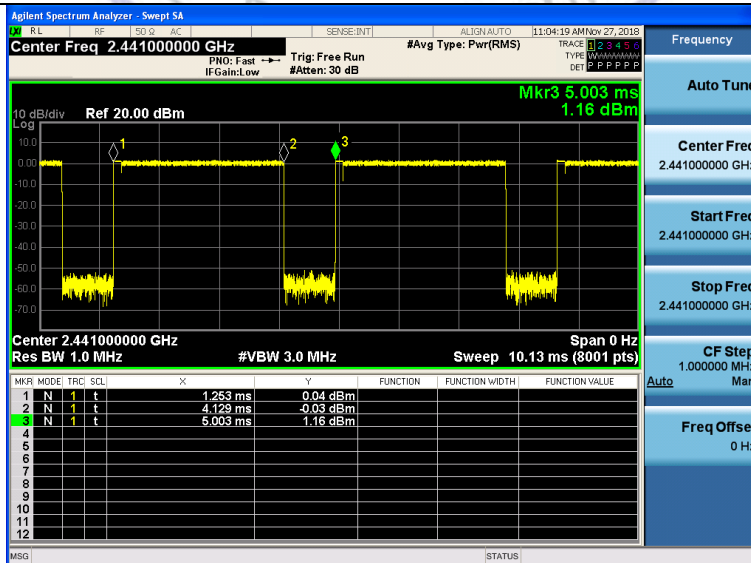 Agilent Spectrum Analyzer - Swept SA
LXI RL RF 50 Ω AC SENSE:INT ALIGNAUTO 11:04:19 AM Nov 27, 2018
Center Freq 2.441000000 GHz
#Avg Type: Pwr(RMS)
TRACE 1 2 3 4 5 6
TYPE WWWWWW
DET P P P P P P
PNO: Fast
IFGain:Low
Trig: Free Run
#Atten: 30 dB
Mkr3 5.003 ms
1.16 dBm
10 dB/div Ref 20.00 dBm
Log
10.0
0.00
-10.0
-20.0
-30.0
-40.0
-50.0
-60.0
-70.0
1
2
3
Center 2.441000000 GHz Span 0 Hz
Res BW 1.0 MHz #VBW 3.0 MHz Sweep 10.13 ms (8001 pts)
MKR MODE TRC SCL X Y FUNCTION FUNCTION WIDTH FUNCTION VALUE
1 N 1 t 1.253 ms 0.04 dBm
2 N 1 t 4.129 ms -0.03 dBm
3 N 1 t 5.003 ms 1.16 dBm
4
5
6
7
8
9
10
11
12
MSG STATUS
Frequency
Auto Tune
Center Freq
2.441000000 GHz
Start Freq
2.441000000 GHz
Stop Freq
2.441000000 GHz
CF Step
1.000000 MHz
Auto Man
Freq Offset
0 Hz